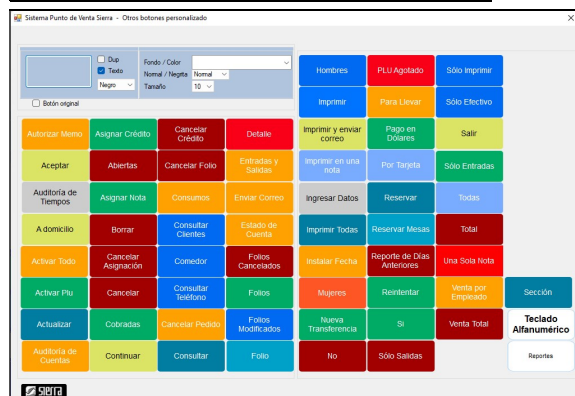 Sistema Punto de Venta Sierra - Otros botones personalizado
Dup
Texto
Negro
Fondo / Color
Normal / Negrita Normal
Tamaño 10
Botón original
Hombres
PLU Agotado
Sólo Imprimir
Imprimir
Para Llevar
Sólo Efectivo
Autorizar Memo
Asignar Crédito
Cancelar
Crédito
Detalle
Imprimir y enviar
correo
Pago en
Dólares
Salir
Aceptar
Abiertas
Cancelar Folio
Entradas y
Salidas
Imprimir en una
nota
Por Tarjeta
Sólo Entradas
Auditoría de
Tiempos
Asignar Nota
Consumos
Enviar Correo
Ingresar Datos
Reservar
Todas
A domicilio
Borrar
Consultar
Clientes
Estado de
Cuenta
Imprimir Todas
Reservar Mesas
Total
Activar Todo
Cancelar
Asignación
Comedor
Folios
Cancelados
Instalar Fecha
Reporte de Días
Anteriores
Una Sola Nota
Activar Plu
Cancelar
Consultar
Teléfono
Folios
Mujeres
Reintentar
Venta por
Empleado
Sección
Actualizar
Cobradas
Cancelar Pedido
Folios
Modificados
Nueva
Transferencia
Si
Venta Total
Teclado
Alfanumérico
Auditoría de
Cuentas
Continuar
Consultar
Folio
No
Sólo Salidas
Reportes
sierra